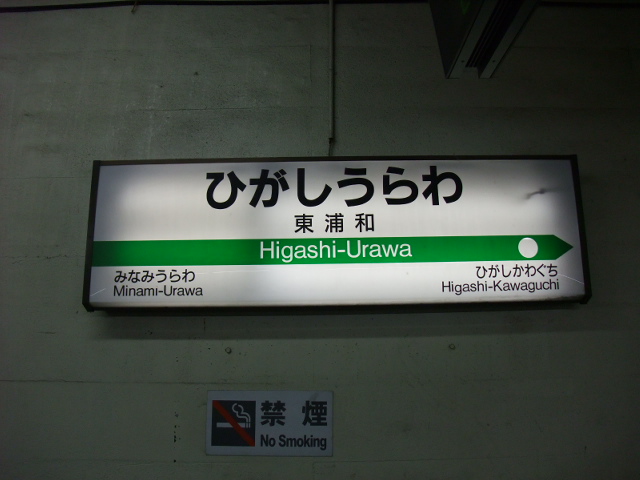 ひがしうらわ
東浦和
Higashi-Urawa
みなみうらわ
Minami-Urawa
ひがしかわぐち
Higashi-Kawaguchi
禁煙
No Smoking